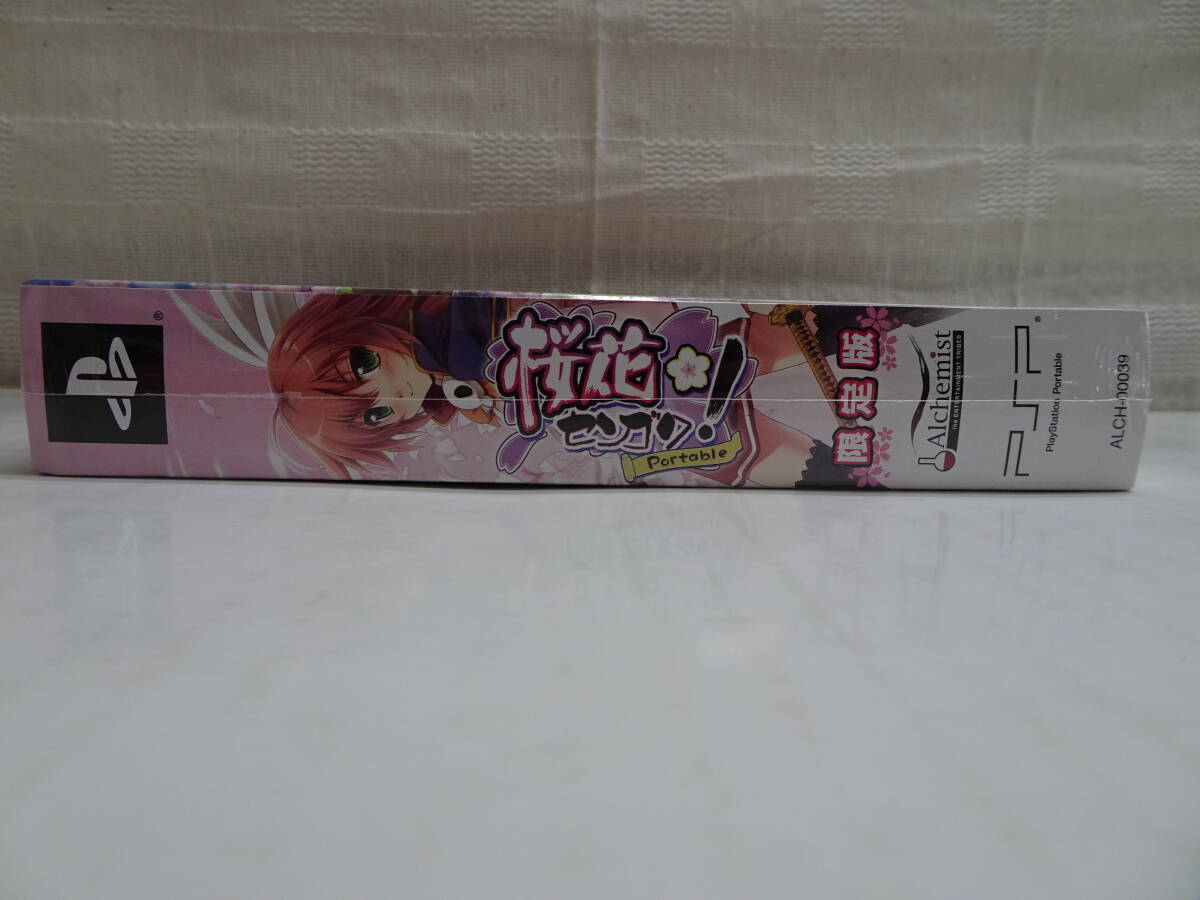 ®
桜花
センゴク!
Portable
限定版
Alchemist
the ENTERTAINMENT TRIBES
PSP
®
PlayStation Portable
ALCH-00039